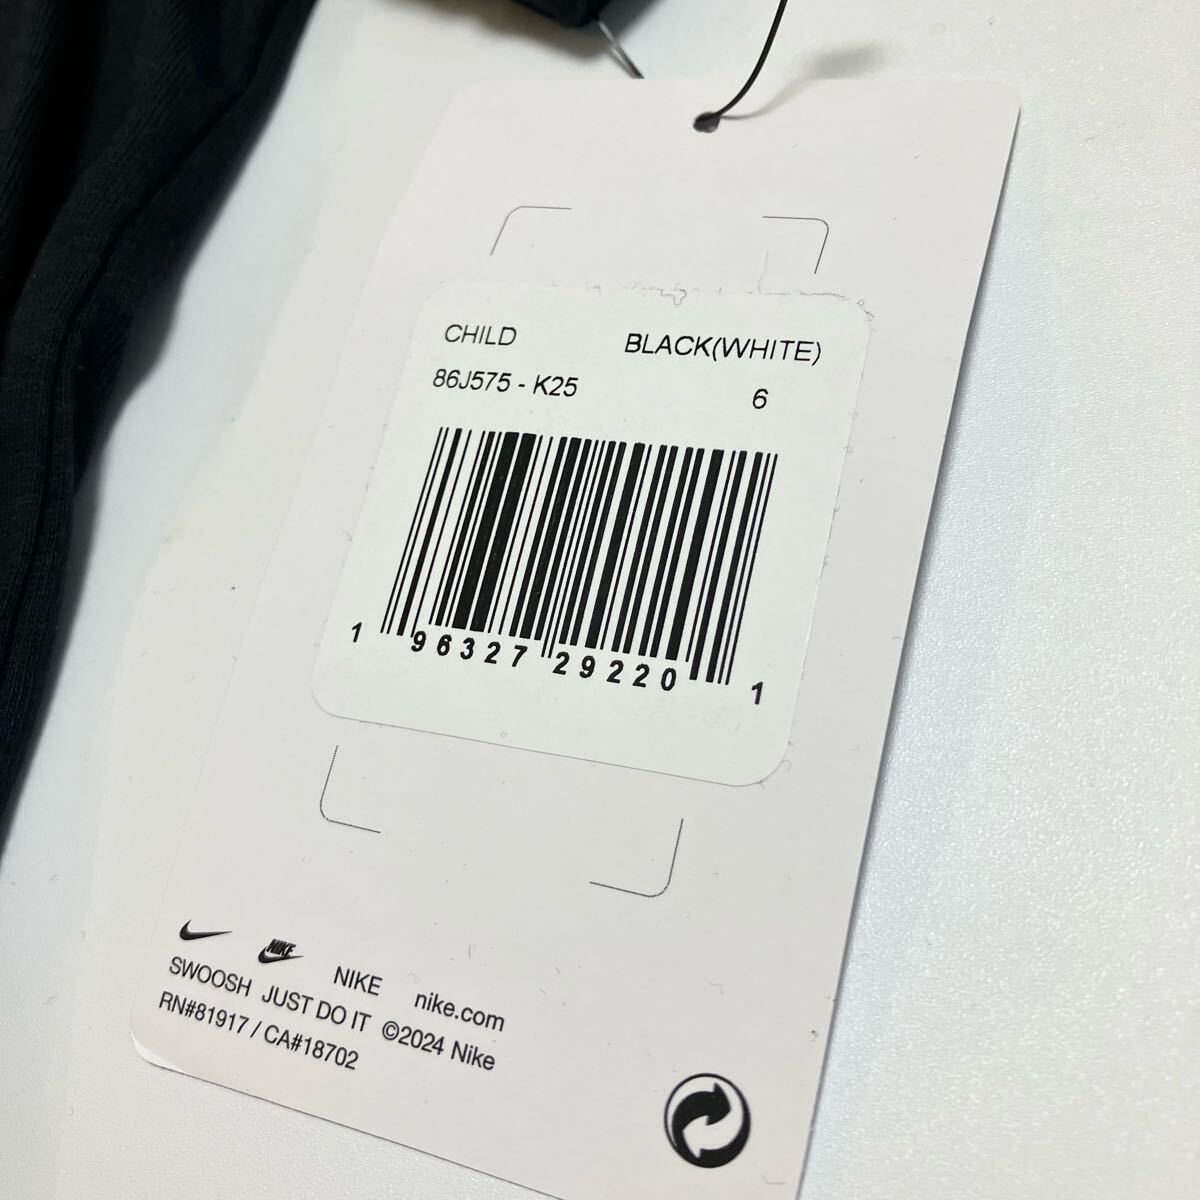 CHILD BLACK(WHITE)
86J575 - K25 6
1 96327 29220 1
NIKE NIKE nike.com
SWOOSH JUST DO IT ©2024 Nike
RN#81917 / CA#18702